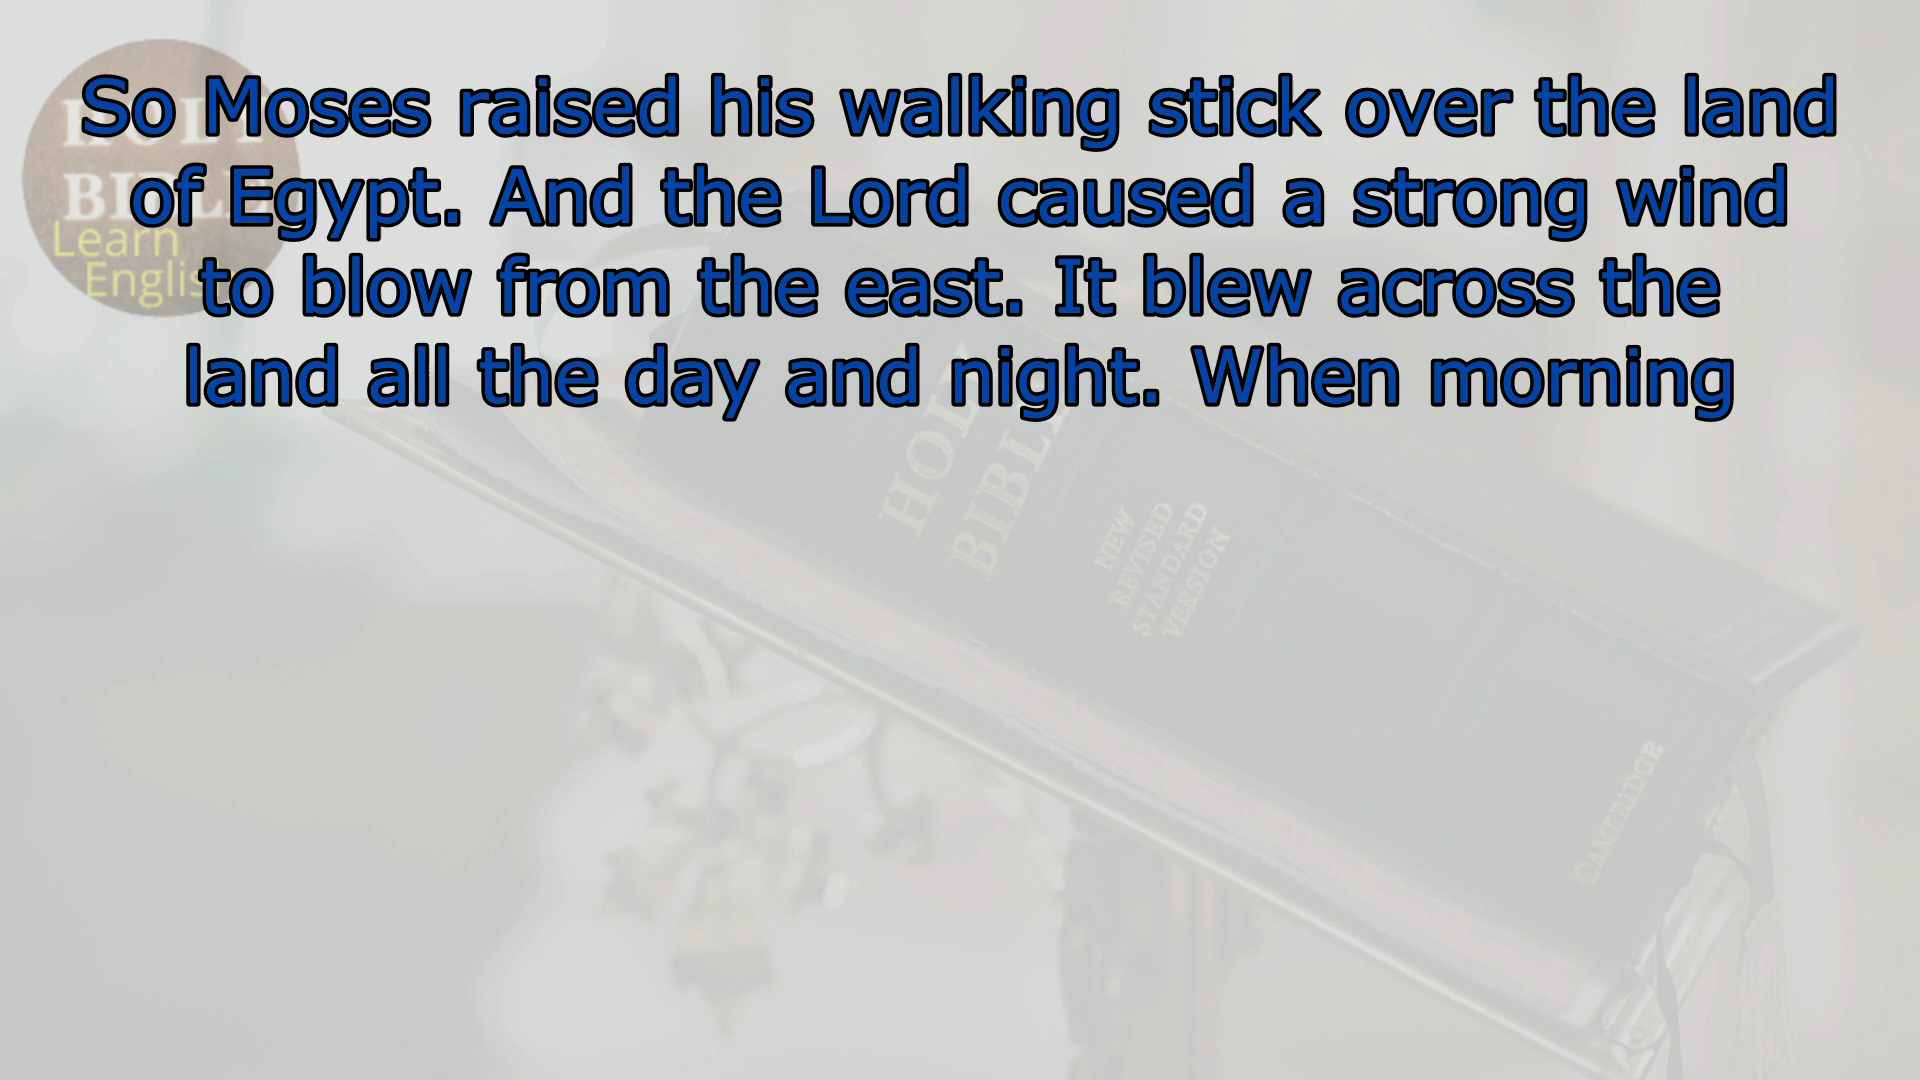 So Moses raised his walking stick over the land
of Egypt. And the Lord caused a strong wind
to blow from the east. It blew across the
land all the day and night. When morning
HOLY
BIBLE
Learn
English
HOLY
BIBLE
NEW
REVISED
STANDARD
VERSION
CAMBRIDGE